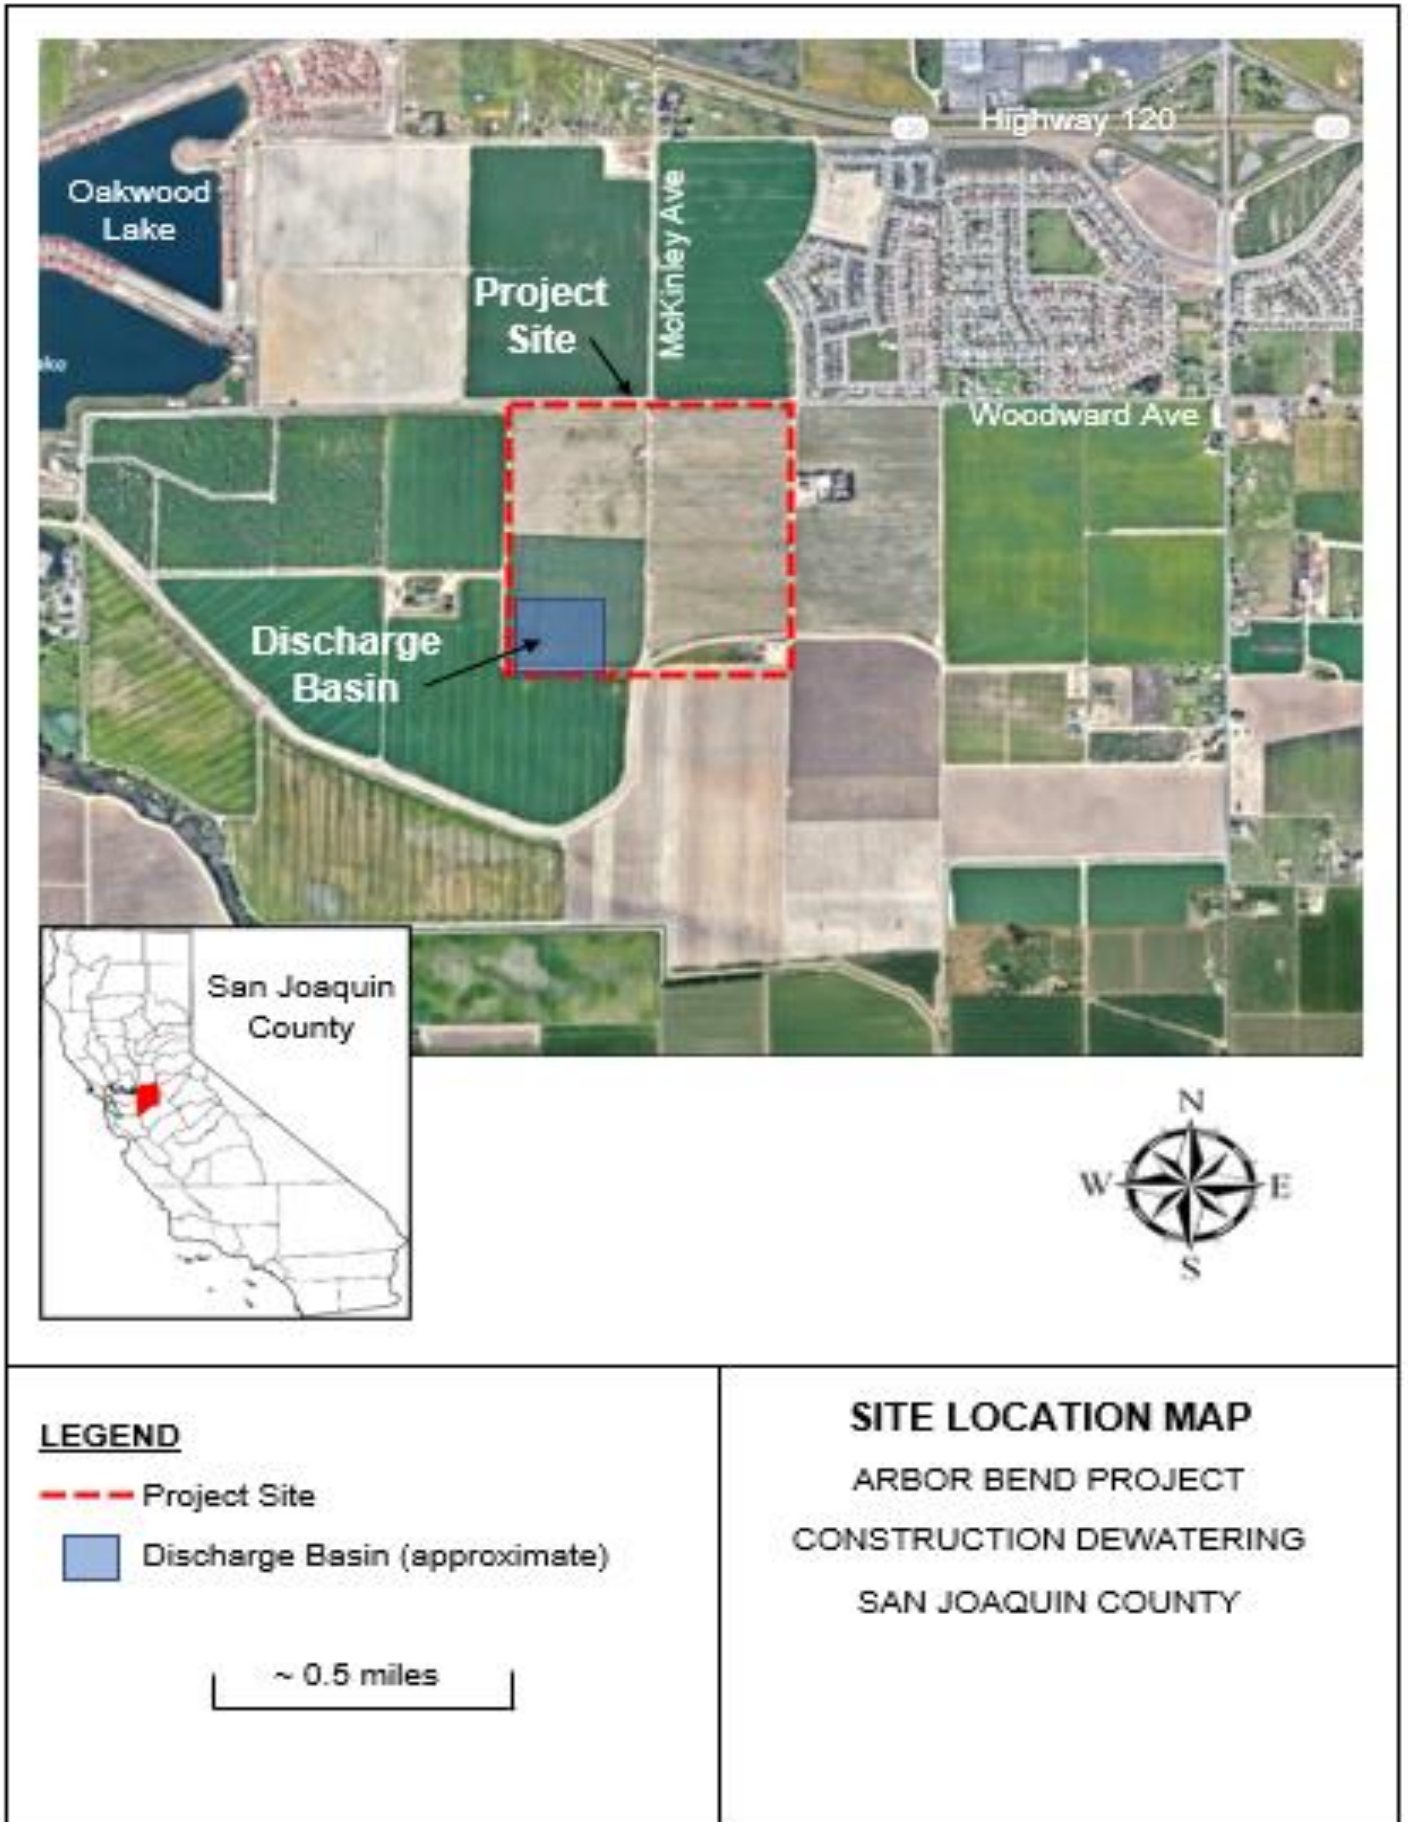 Highway 120
Oakwood
Lake
McKinley Ave
Project
Site
Woodward Ave
Discharge
Basin
San Joaquin
County
N
W
E
S
LEGEND
Project Site
Discharge Basin (approximate)
~ 0.5 miles
SITE LOCATION MAP
ARBOR BEND PROJECT
CONSTRUCTION DEWATERING
SAN JOAQUIN COUNTY